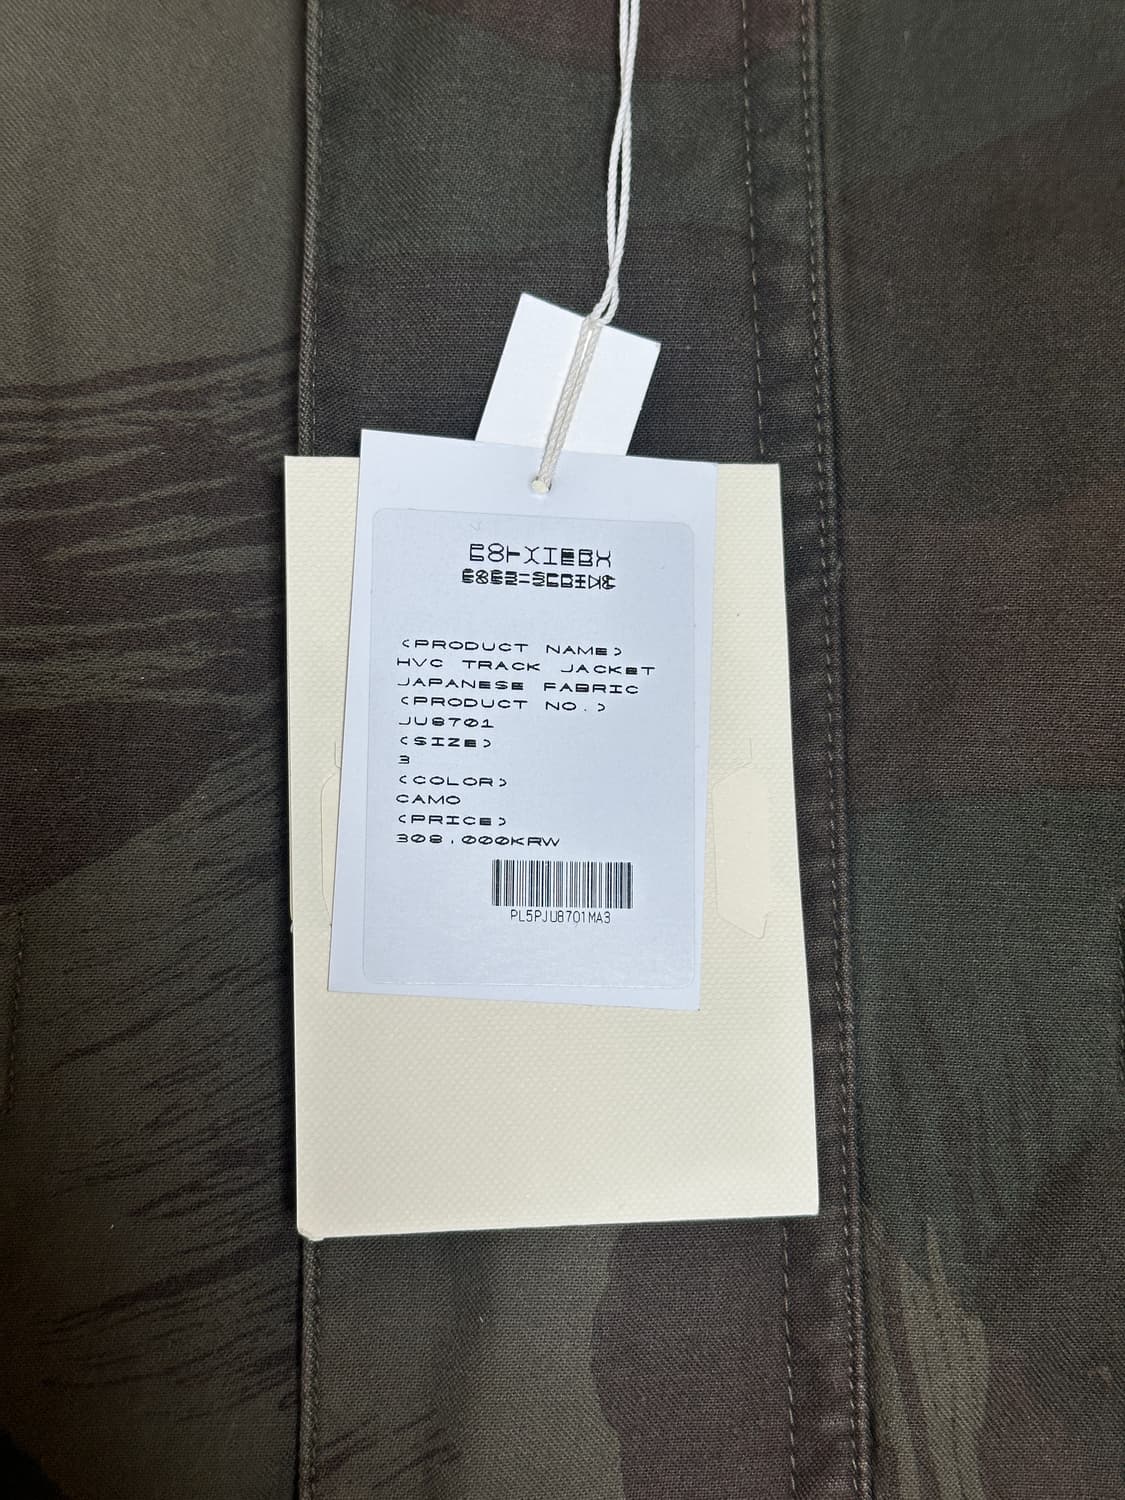 <PRODUCT NAME>
HVC TRACK JACKET
JAPANESE FABRIC
<PRODUCT NO.>
JU8701
<SIZE>
3
<COLOR>
CAMO
<PRICE>
308,000KRW
PL5PJU8701MA3